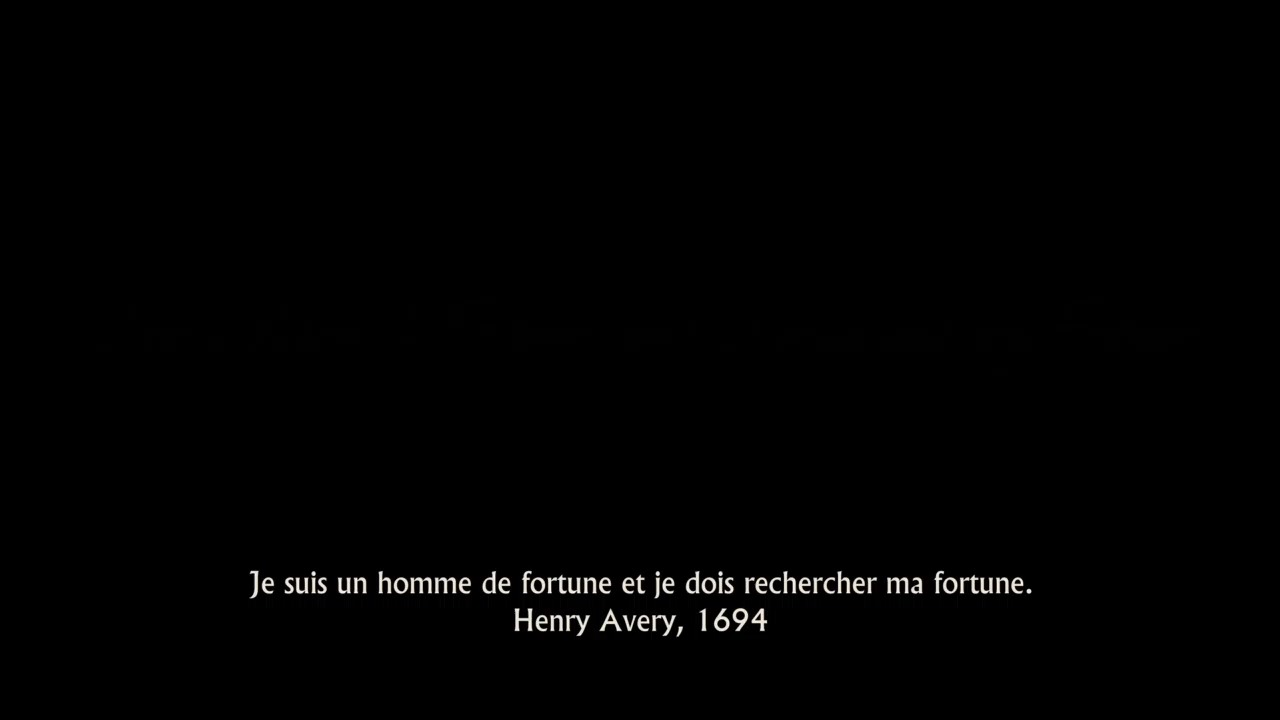 Je suis un homme de fortune et je dois rechercher ma fortune.
Henry Avery, 1694